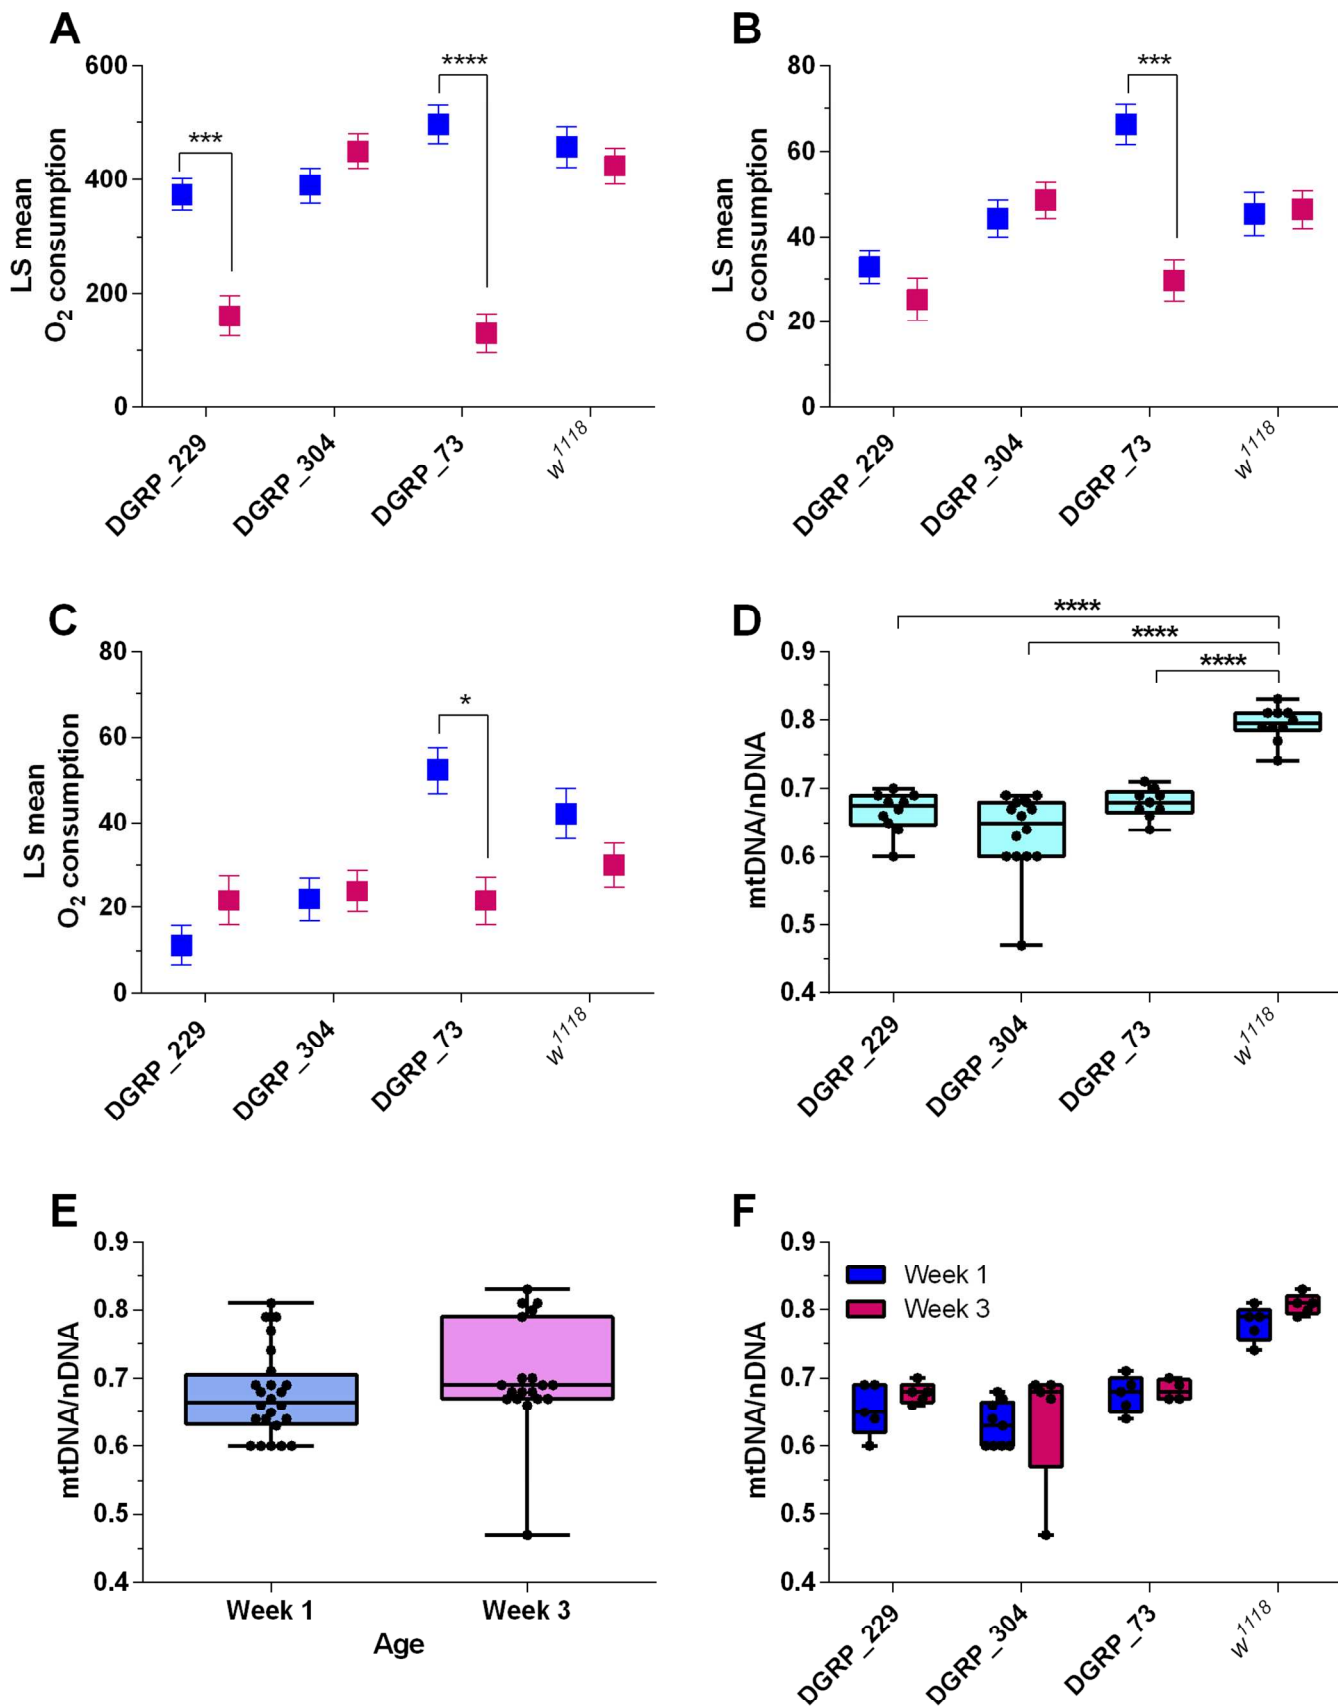 A
600
400
200
0
LS mean
O₂ consumption
***
****
DGRP_229
DGRP_304
DGRP_73
w¹¹¹⁸
B
80
60
40
20
0
LS mean
O₂ consumption
***
DGRP_229
DGRP_304
DGRP_73
w¹¹¹⁸
C
80
60
40
20
0
LS mean
O₂ consumption
*
DGRP_229
DGRP_304
DGRP_73
w¹¹¹⁸
D
0.9
0.8
0.7
0.6
0.5
0.4
mtDNA/nDNA
****
****
****
DGRP_229
DGRP_304
DGRP_73
w¹¹¹⁸
E
0.9
0.8
0.7
0.6
0.5
0.4
mtDNA/nDNA
Week 1
Week 3
Age
F
0.9
0.8
0.7
0.6
0.5
0.4
mtDNA/nDNA
Week 1
Week 3
DGRP_229
DGRP_304
DGRP_73
w¹¹¹⁸